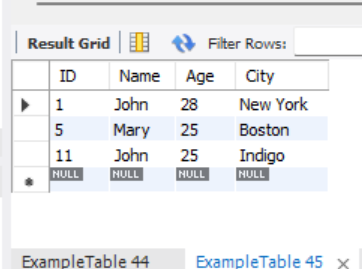 Result Grid Filter Rows:
ID Name Age City
1 John 28 New York
5 Mary 25 Boston
11 John 25 Indigo
NULL NULL NULL NULL
ExampleTable 44 ExampleTable 45